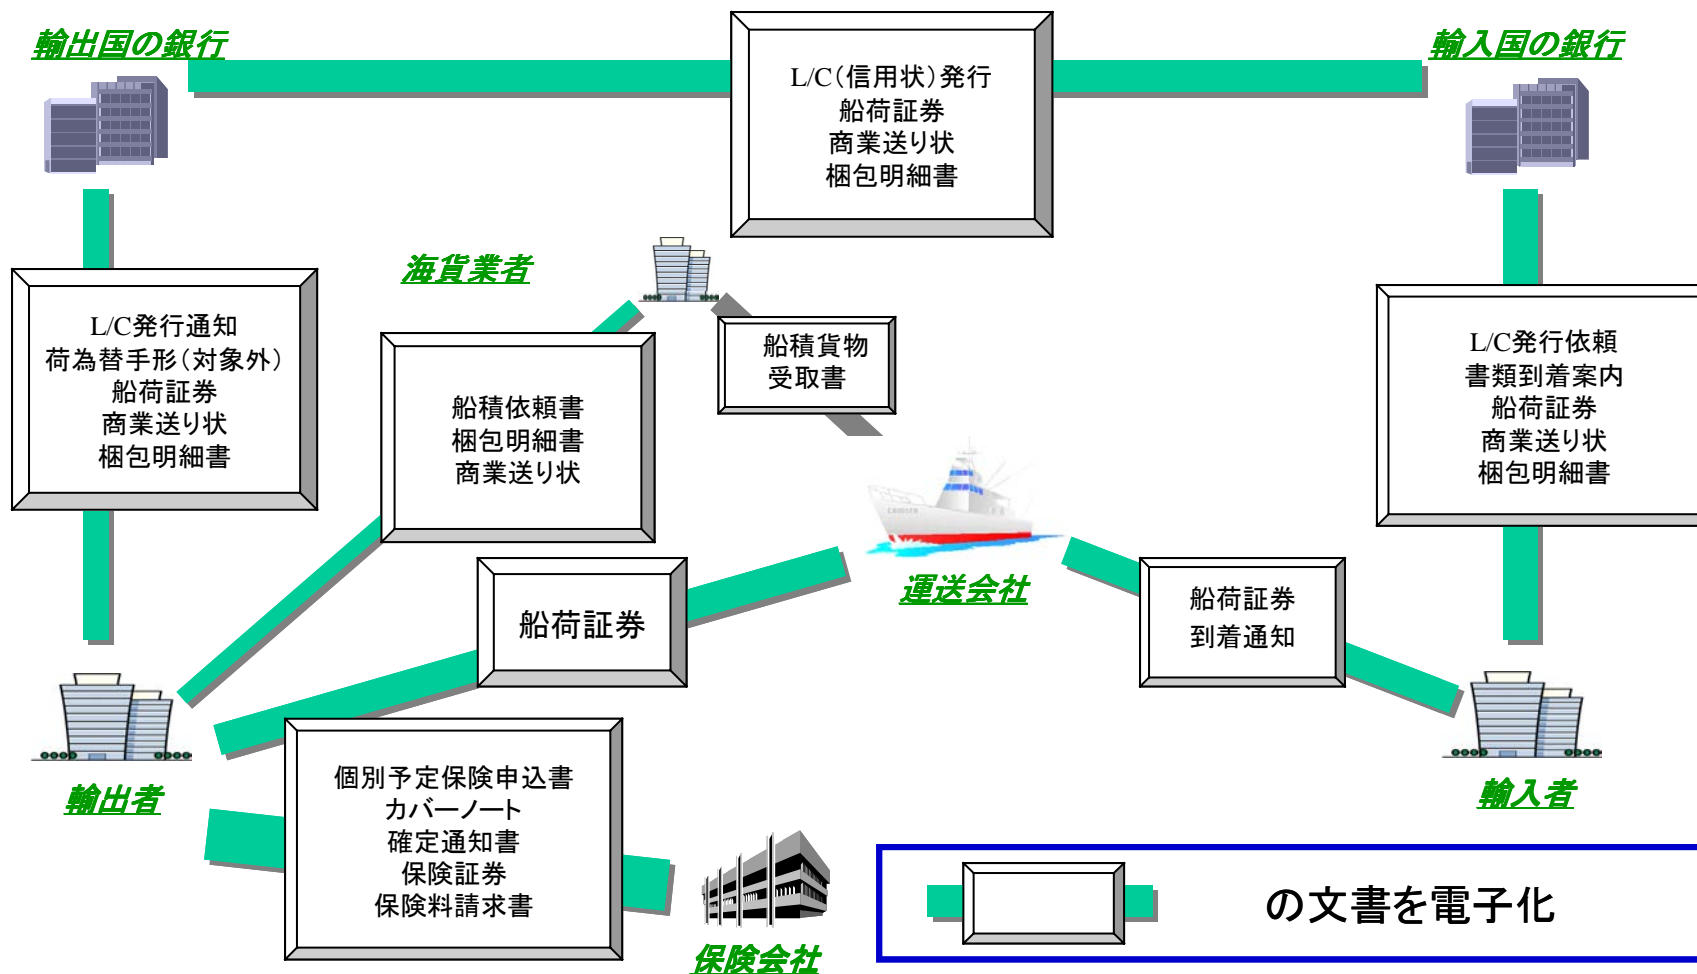 輸出国の銀行
輸入国の銀行
L/C(信用状)発行
船荷証券
商業送り状
梱包明細書
海貨業者
L/C発行通知
荷為替手形(対象外)
船荷証券
商業送り状
梱包明細書
船積依頼書
梱包明細書
商業送り状
船積貨物
受取書
L/C発行依頼
書類到着案内
船荷証券
商業送り状
梱包明細書
運送会社
船荷証券
船荷証券
到着通知
輸出者
輸入者
個別予定保険申込書
カバーノート
確定通知書
保険証券
保険料請求書
保険会社
の文書を電子化